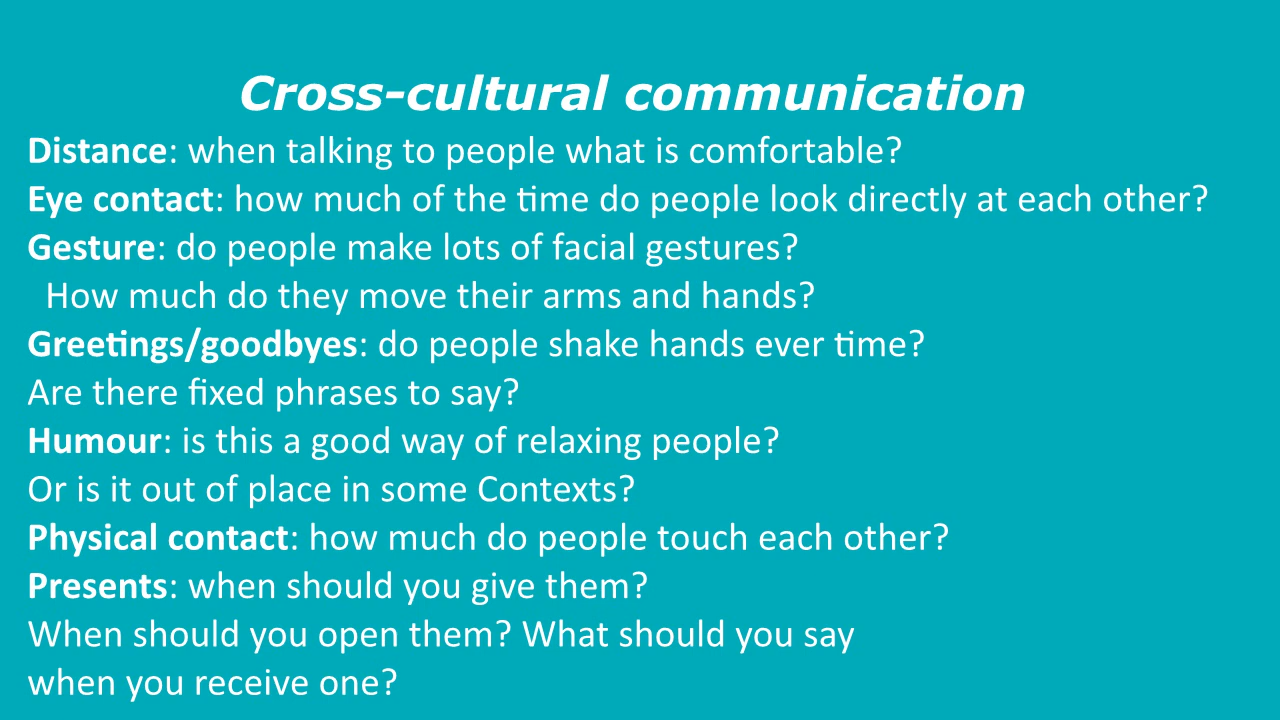 Cross-cultural communication
Distance: when talking to people what is comfortable?
Eye contact: how much of the time do people look directly at each other?
Gesture: do people make lots of facial gestures?
How much do they move their arms and hands?
Greetings/goodbyes: do people shake hands ever time?
Are there fixed phrases to say?
Humour: is this a good way of relaxing people?
Or is it out of place in some Contexts?
Physical contact: how much do people touch each other?
Presents: when should you give them?
When should you open them? What should you say
when you receive one?